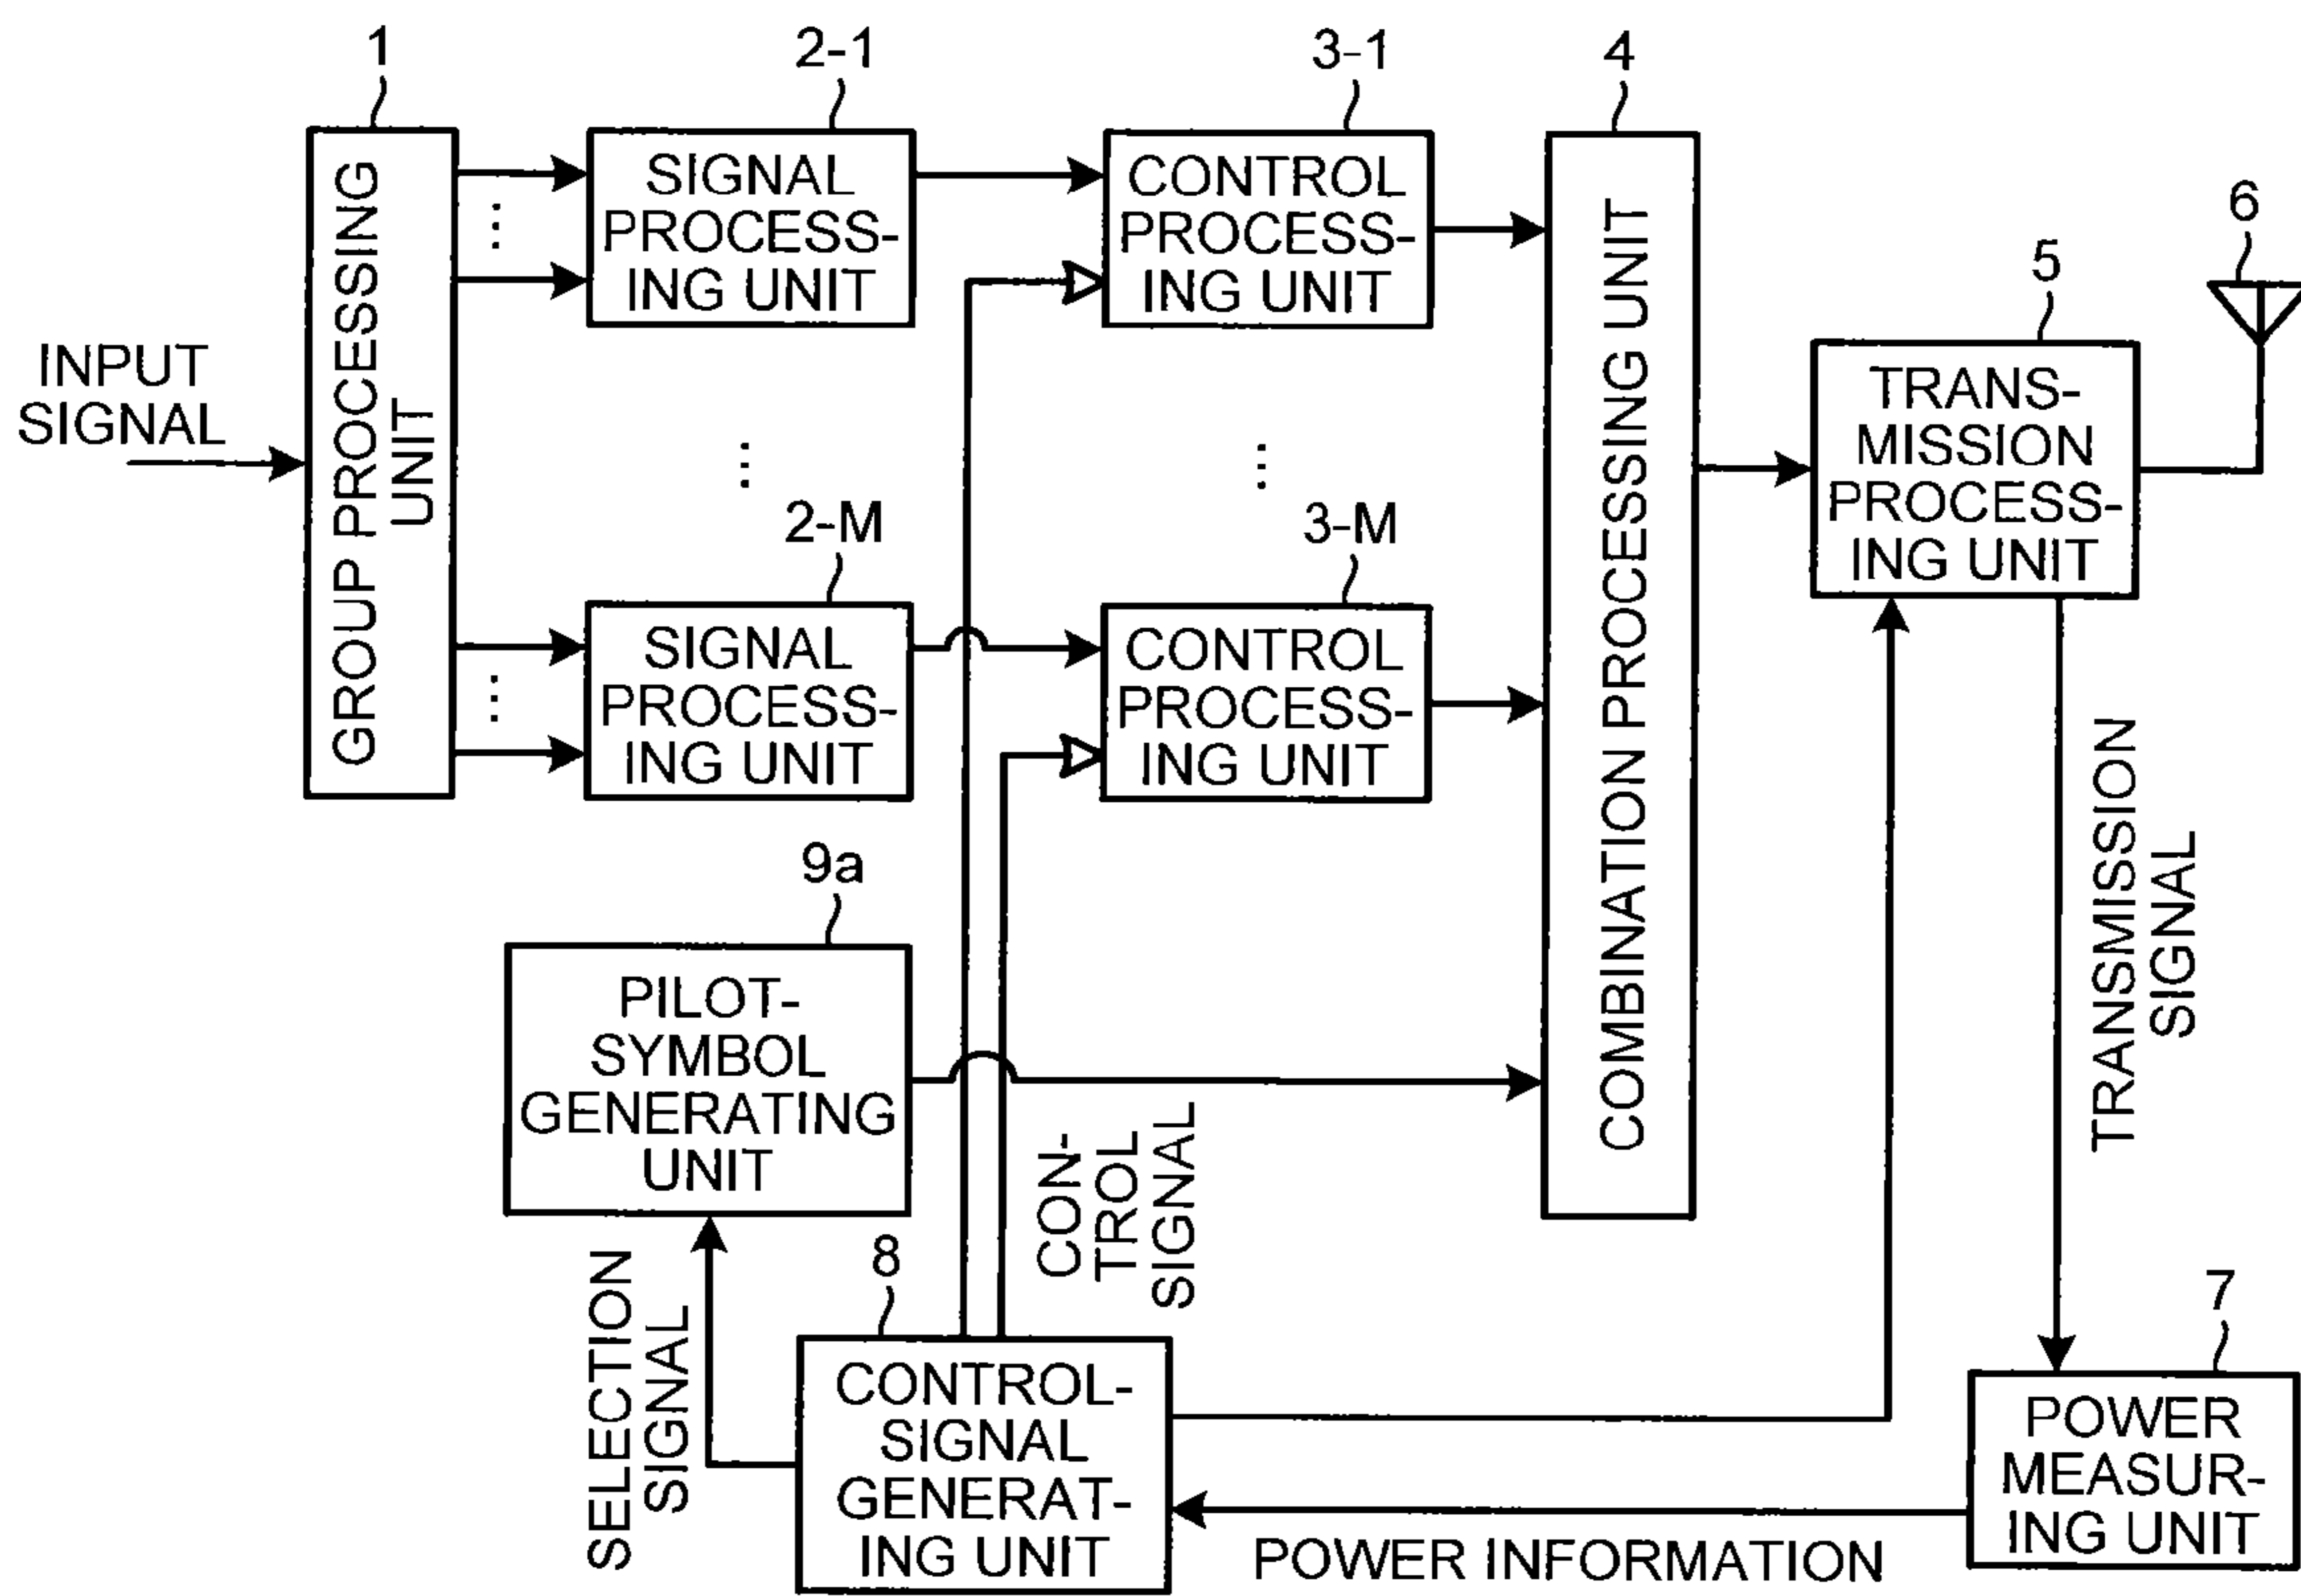 1
2-1
3-1
4
GROUP PROCESSING
UNIT
SIGNAL
PROCESS-
ING UNIT
CONTROL
PROCESS-
ING UNIT
COMBINATION PROCESSING UNIT
6
5
INPUT
SIGNAL
TRANS-
MISSION
PROCESS-
ING UNIT
⋮
2-M
3-M
SIGNAL
PROCESS-
ING UNIT
CONTROL
PROCESS-
ING UNIT
TRANSMISSION
SIGNAL
9a
PILOT-
SYMBOL
GENERATING
UNIT
CON-
TROL
SIGNAL
SELECTION
SIGNAL
8
7
CONTROL-
SIGNAL
GENERAT-
ING UNIT
POWER
MEASUR-
ING UNIT
POWER INFORMATION